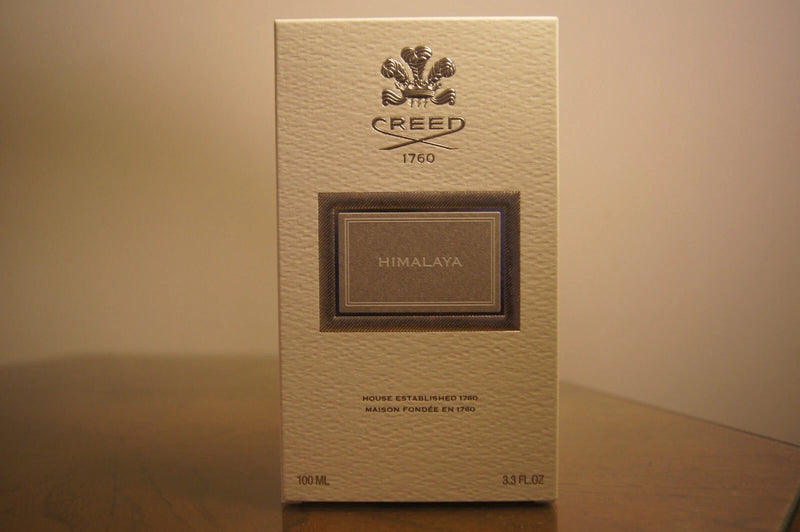 CREED
1760
HIMALAYA
HOUSE ESTABLISHED 1760
MAISON FONDÉE EN 1760
100 ML 3.3 FL.OZ